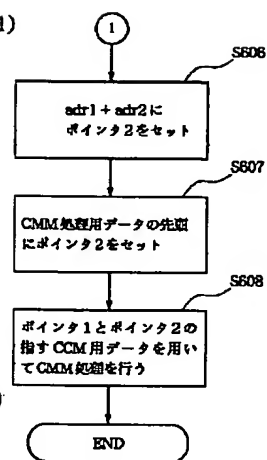 1
S606
adr1+adr2に
ポインタ2をセット
S607
CMM処理用データの先頭
にポインタ2をセット
S608
ポインタ1とポインタ2の
指すCCM用データを用い
てCMM処理を行う
END